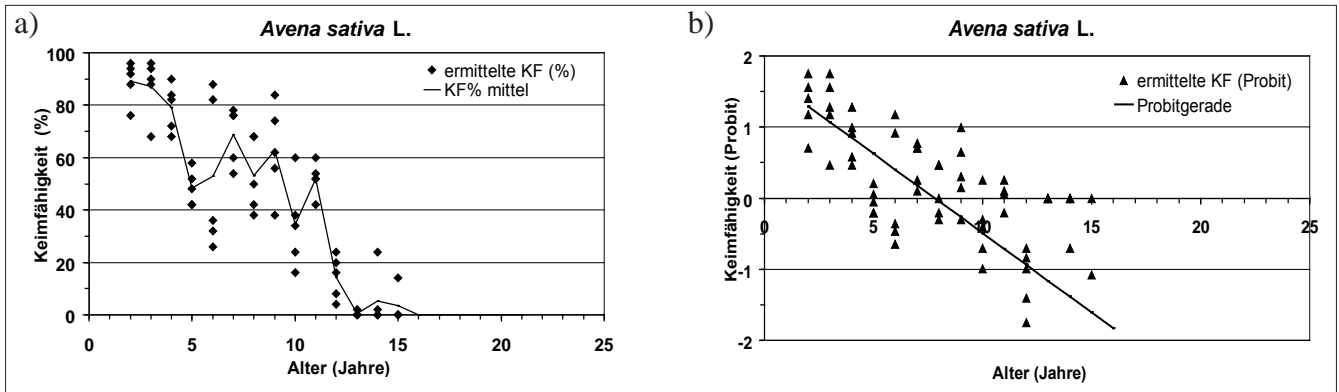 a)
Avena sativa L.
100
80
60
40
20
0
Keimfähigkeit (%)
ermittelte KF (%)
KF% mittel
0 5 10 15 20 25
Alter (Jahre)
b)
Avena sativa L.
2
1
0
-1
-2
Keimfähigkeit (Probit)
ermittelte KF (Probit)
Probitgerade
0 5 10 15 20 25
Alter (Jahre)